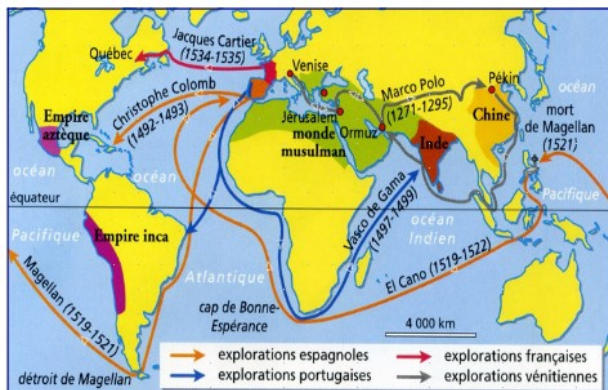 Jacques Cartier
(1534-1535)
Québec
Venise
Christophe Colomb
(1492-1493)
Marco Polo
(1271-1295)
Pékin
océan
Empire
aztèque
Jérusalem
monde
musulman
Ormuz
Inde
Chine
mort
de Magellan
(1521)
océan
océan
équateur
Pacifique
Pacifique
Empire inca
Vasco de Gama
(1497-1499)
océan
Indien
Magellan (1519-1521)
Atlantique
El Cano (1519-1522)
cap de Bonne-
Espérance
4 000 km
détroit de Magellan
explorations espagnoles
explorations françaises
explorations portugaises
explorations vénitiennes